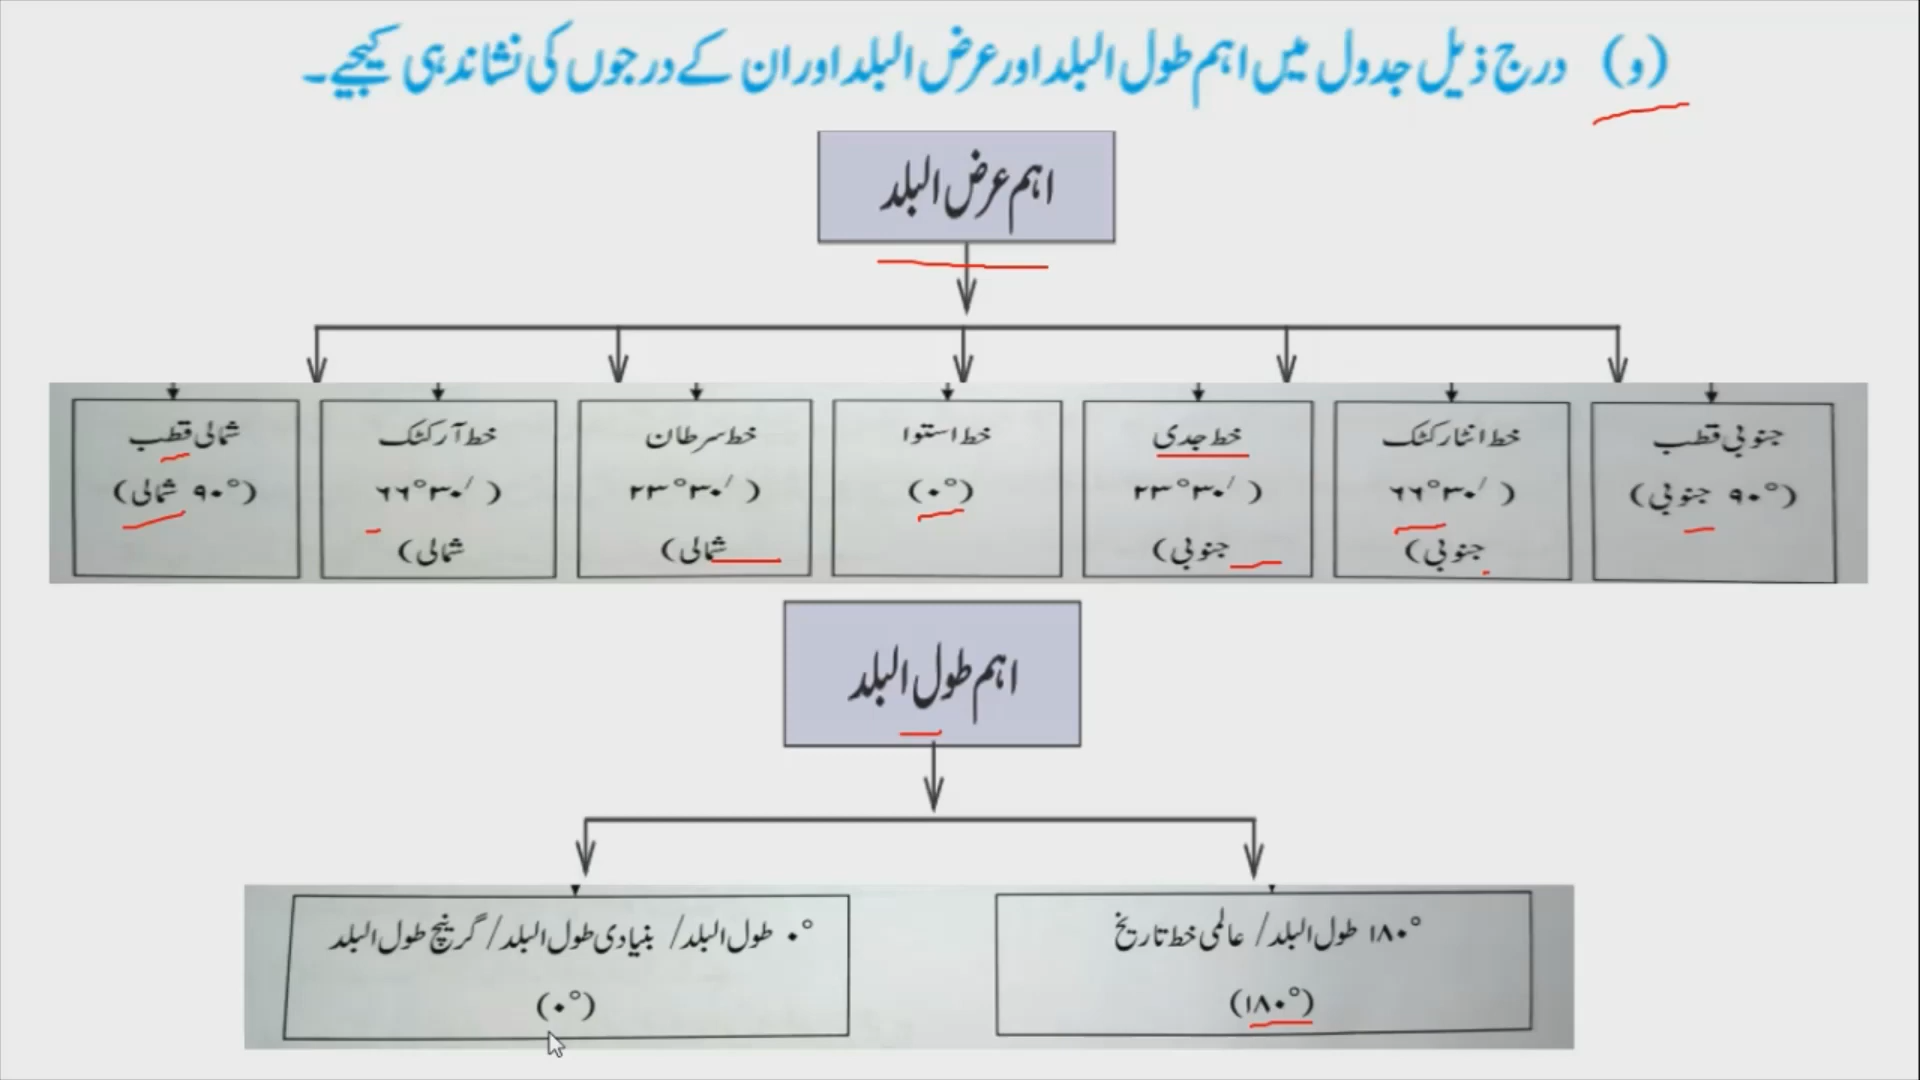 (و) درج ذیل جدول میں اہم طول البلد اور عرض البلد اور ان کے درجوں کی نشاندہی کیجیے۔
اہم عرض البلد
جنوبی قطب
(۹۰° جنوبی)
خط انٹارکٹک
(۶۶°۳۰′
جنوبی)
خط جدی
(۲۳°۳۰′
جنوبی)
خط استوا
(۰°)
خط سرطان
(۲۳°۳۰′
شمالی)
خط آرکٹک
(۶۶°۳۰′
شمالی)
شمالی قطب
(۹۰° شمالی)
اہم طول البلد
۱۸۰° طول البلد/ عالمی خط تاریخ
(۱۸۰°)
۰° طول البلد/ بنیادی طول البلد/ گرینچ طول البلد
(۰°)